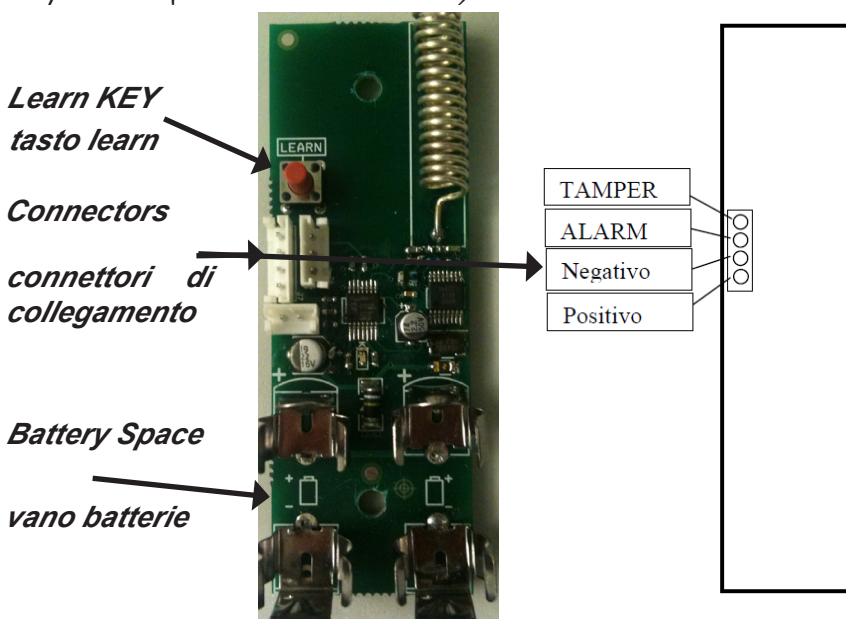 Learn KEY
tasto learn
LEARN
Connectors
connettori di
collegamento
TAMPER
ALARM
Negativo
Positivo
Battery Space
vano batterie